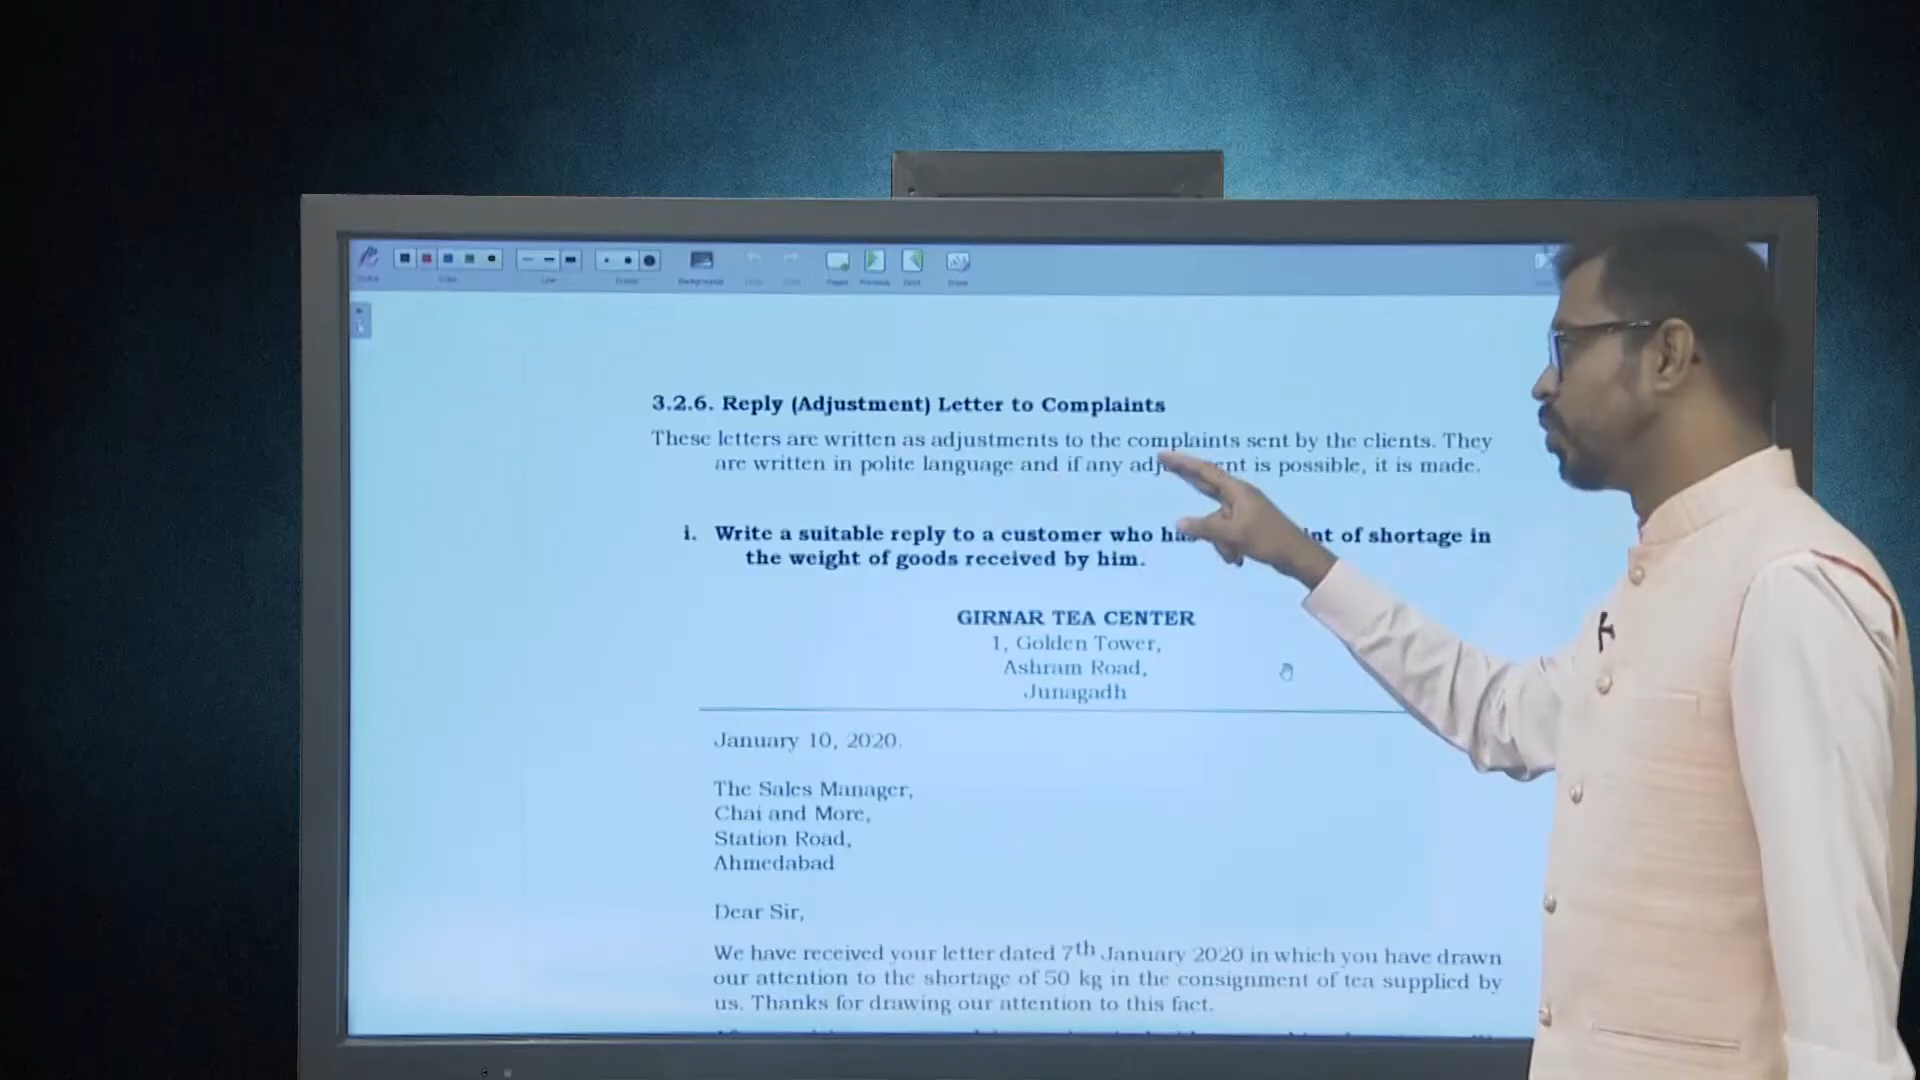 3.2.6. Reply (Adjustment) Letter to Complaints
These letters are written as adjustments to the complaints sent by the clients. They
are written in polite language and if any is possible, it is made.
i. Write a suitable reply to a customer who of shortage in
the weight of goods received by him.
GIRNAR TEA CENTER
1, Golden Tower,
Ashram Road,
Junagadh
January 10, 2020.
The Sales Manager,
Chai and More,
Station Road,
Ahmedabad
Dear Sir,
We have received your letter dated 7th January 2020 in which you have drawn
our attention to the shortage of 50 kg in the consignment of tea supplied by
us. Thanks for drawing our attention to this fact.